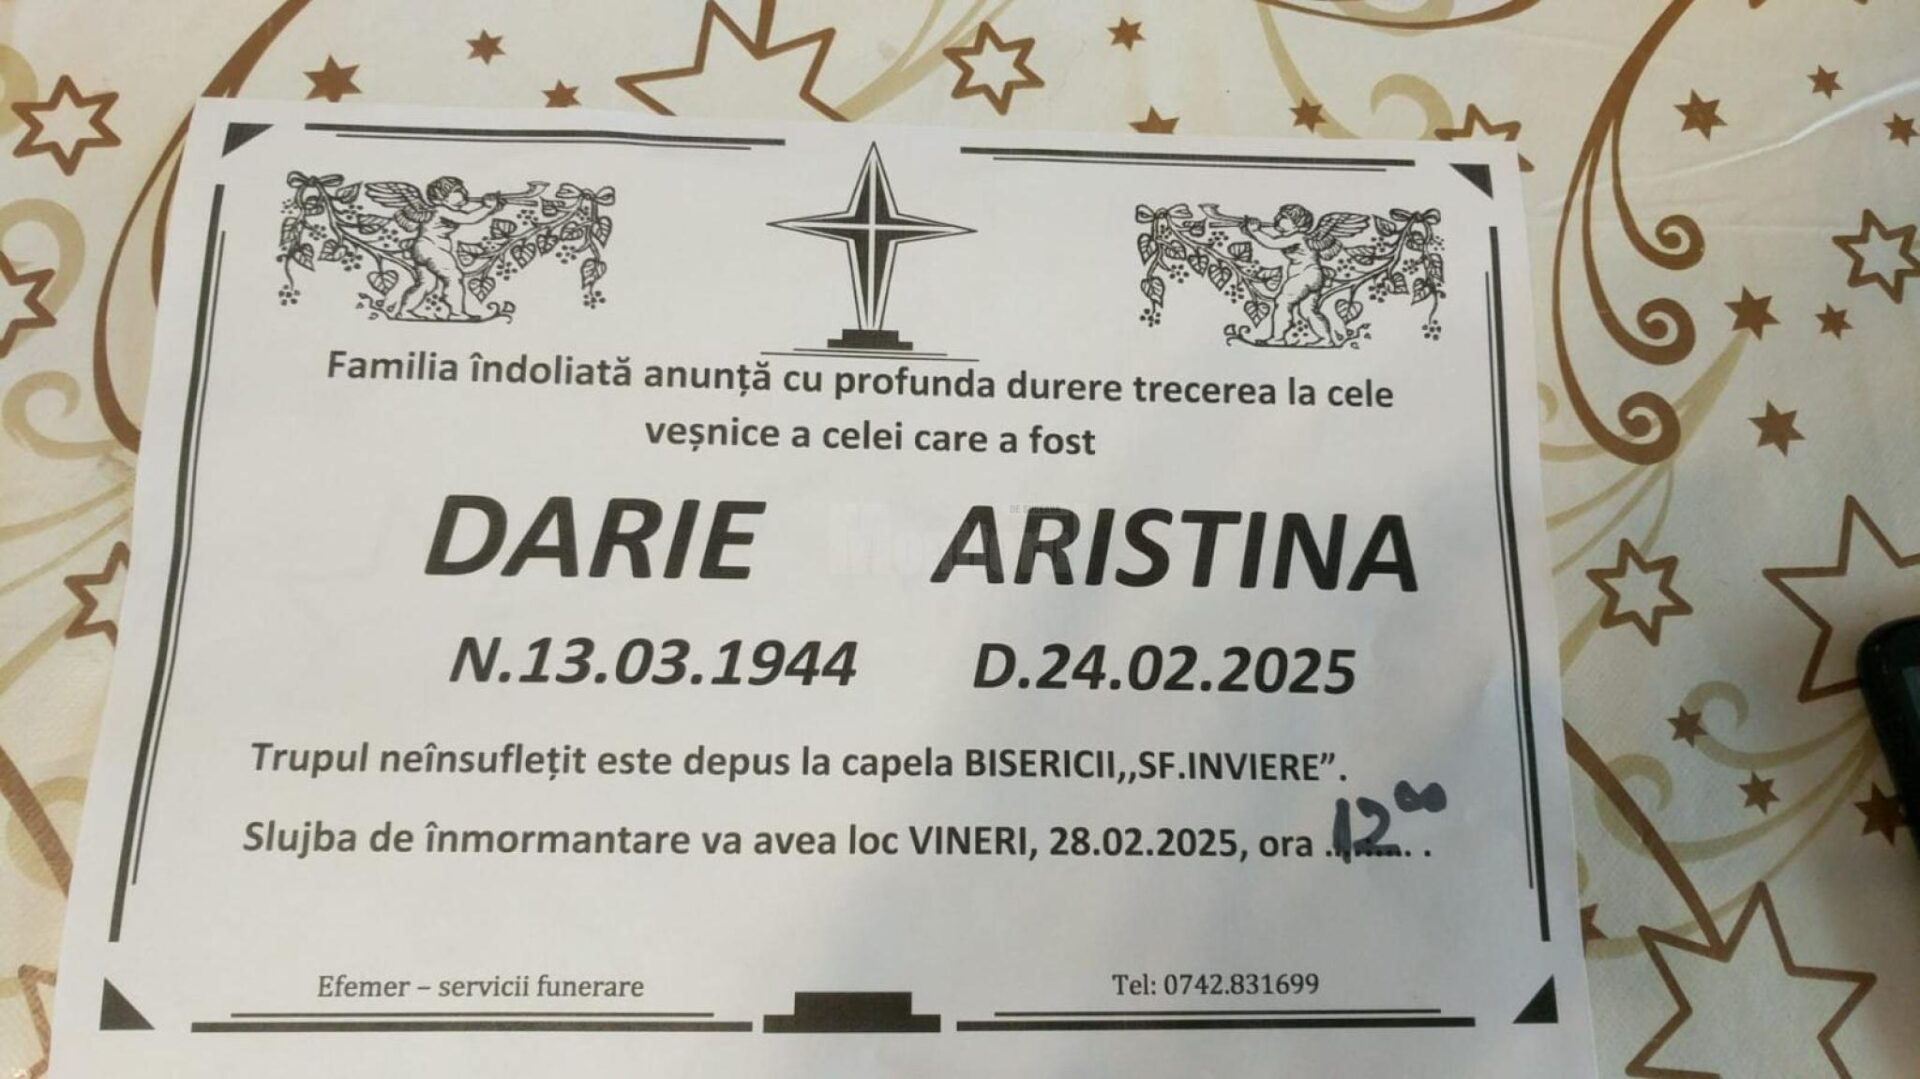 Familia îndoliată anunță cu profunda durere trecerea la cele
veșnice a celei care a fost
DARIE ARISTINA
N.13.03.1944 D.24.02.2025
Trupul neînsuflețit este depus la capela BISERICII,,SF.INVIERE”.
Slujba de înmormantare va avea loc VINERI, 28.02.2025, ora 12⁰⁰ .
Efemer – servicii funerare Tel: 0742.831699